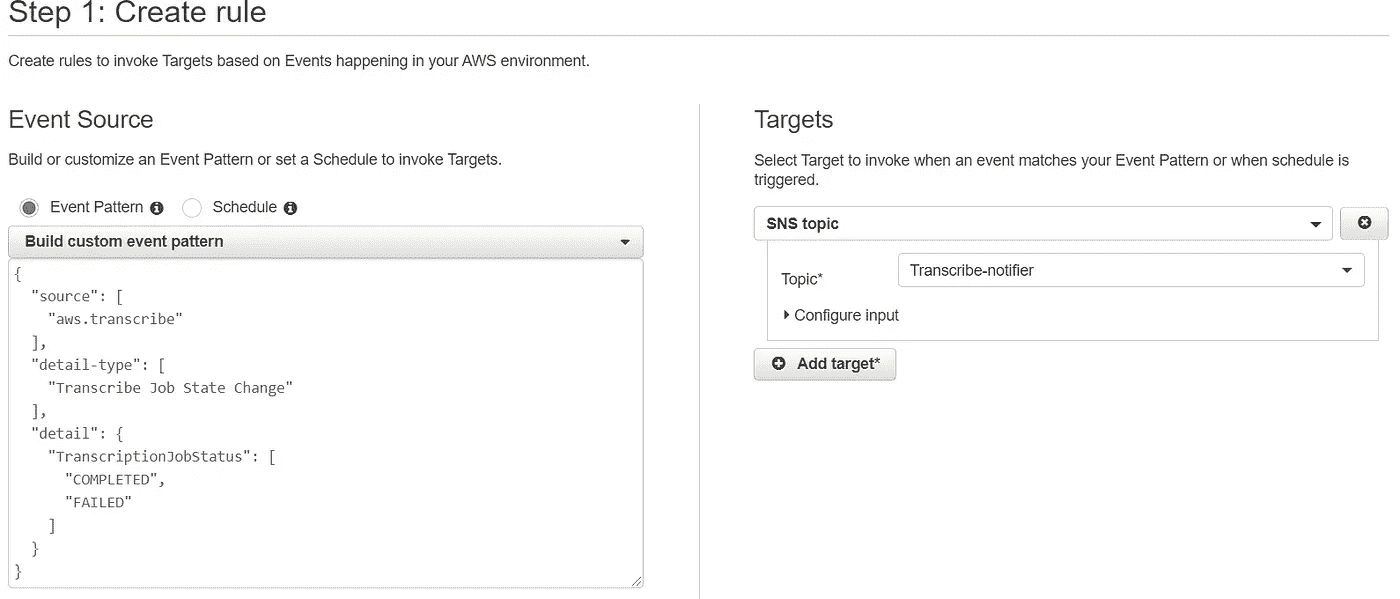 Step 1: Create rule
Create rules to invoke Targets based on Events happening in your AWS environment.
Event Source
Build or customize an Event Pattern or set a Schedule to invoke Targets.
Event Pattern Schedule
Build custom event pattern
{
  "source": [
    "aws.transcribe"
  ],
  "detail-type": [
    "Transcribe Job State Change"
  ],
  "detail": {
    "TranscriptionJobStatus": [
      "COMPLETED",
      "FAILED"
    ]
  }
}
Targets
Select Target to invoke when an event matches your Event Pattern or when schedule is
triggered.
SNS topic
Topic* Transcribe-notifier
Configure input
Add target*